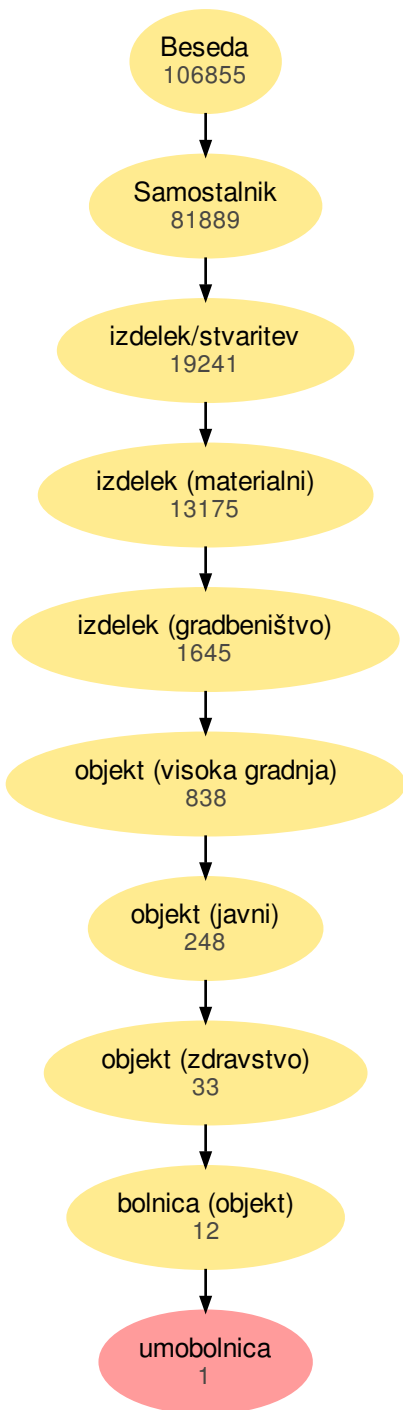 Beseda
106855
Samostalnik
81889
izdelek/stvaritev
19241
izdelek (materialni)
13175
izdelek (gradbeništvo)
1645
objekt (visoka gradnja)
838
objekt (javni)
248
objekt (zdravstvo)
33
bolnica (objekt)
12
umobolnica
1